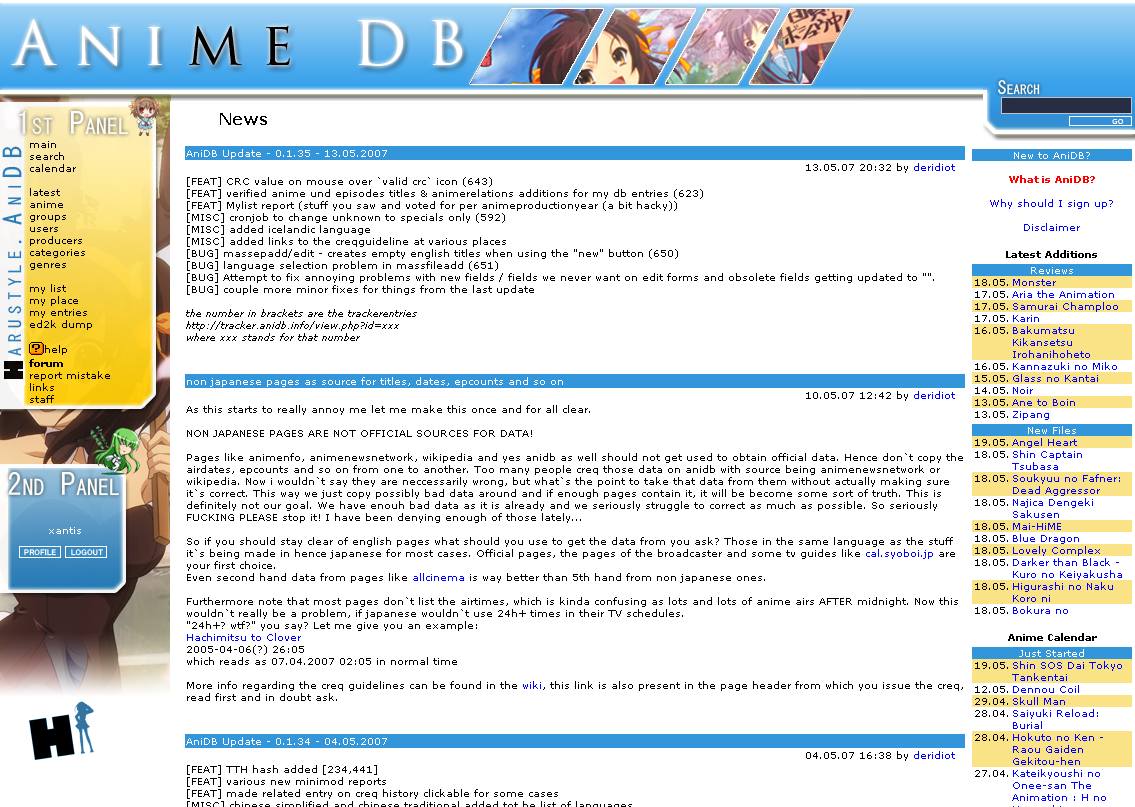 ANIME DB
自家
ボシュウ中
SEARCH
GO
1ST PANEL
main
search
calendar
latest
anime
groups
users
producers
categories
genres
my list
my place
my entries
ed2k dump
?help
forum
report mistake
links
staff
HARUSTYLE.ANIDB
2ND PANEL
xantis
PROFILE LOGOUT
H
News
AniDB Update - 0.1.35 - 13.05.2007
13.05.07 20:32 by deridiot
[FEAT] CRC value on mouse over `valid crc` icon (643)
[FEAT] verified anime und episodes titles & animerelations additions for my db entries (623)
[FEAT] Mylist report (stuff you saw and voted for per animeproductionyear (a bit hacky))
[MISC] cronjob to change unknown to specials only (592)
[MISC] added icelandic language
[MISC] added links to the creqguideline at various places
[BUG] massepadd/edit - creates empty english titles when using the "new" button (650)
[BUG] language selection problem in massfileadd (651)
[BUG] Attempt to fix annoying problems with new fields / fields we never want on edit forms and obsolete fields getting updated to "".
[BUG] couple more minor fixes for things from the last update
the number in brackets are the trackerentries
http://tracker.anidb.info/view.php?id=xxx
where xxx stands for that number
non japanese pages as source for titles, dates, epcounts and so on
10.05.07 12:42 by deridiot
As this starts to really annoy me let me make this once and for all clear.
NON JAPANESE PAGES ARE NOT OFFICIAL SOURCES FOR DATA!
Pages like animenfo, animenewsnetwork, wikipedia and yes anidb as well should not get used to obtain official data. Hence don`t copy the
airdates, epcounts and so on from one to another. Too many people creq those data on anidb with source being animenewsnetwork or
wikipedia. Now i wouldn`t say they are neccessarily wrong, but what`s the point to take that data from them without actually making sure
it`s correct. This way we just copy possibly bad data around and if enough pages contain it, it will be become some sort of truth. This is
definitely not our goal. We have enouh bad data as it is already and we seriously struggle to correct as much as possible. So seriously
FUCKING PLEASE stop it! I have been denying enough of those lately...
So if you should stay clear of english pages what should you use to get the data from you ask? Those in the same language as the stuff
it`s being made in hence japanese for most cases. Official pages, the pages of the broadcaster and some tv guides like cal.syoboi.jp are
your first choice.
Even second hand data from pages like allcinema is way better than 5th hand from non japanese ones.
Furthermore note that most pages don`t list the airtimes, which is kinda confusing as lots and lots of anime airs AFTER midnight. Now this
wouldn`t really be a problem, if japanese wouldn`t use 24h+ times in their TV schedules.
"24h+? wtf?" you say? Let me give you an example:
Hachimitsu to Clover
2005-04-06(?) 26:05
which reads as 07.04.2007 02:05 in normal time
More info regarding the creq guidelines can be found in the wiki, this link is also present in the page header from which you issue the creq,
read first and in doubt ask.
AniDB Update - 0.1.34 - 04.05.2007
04.05.07 16:38 by deridiot
[FEAT] TTH hash added [234,441]
[FEAT] various new minimod reports
[FEAT] made related entry on creq history clickable for some cases
[MISC] chinese simplified and chinese traditional added tot he list of languages
New to AniDB?
What is AniDB?
Why should I sign up?
Disclaimer
Latest Additions
Reviews
18.05. Monster
17.05. Aria the Animation
17.05. Samurai Champloo
17.05. Karin
16.05. Bakumatsu
Kikansetsu
Irohanihoheto
16.05. Kannazuki no Miko
15.05. Glass no Kantai
14.05. Noir
13.05. Ane to Boin
13.05. Zipang
New Files
19.05. Angel Heart
18.05. Shin Captain
Tsubasa
18.05. Soukyuu no Fafner:
Dead Aggressor
18.05. Najica Dengeki
Sakusen
18.05. Mai-HiME
18.05. Blue Dragon
18.05. Lovely Complex
18.05. Darker than Black -
Kuro no Keiyakusha
18.05. Higurashi no Naku
Koro ni
18.05. Bokura no
Anime Calendar
Just Started
19.05. Shin SOS Dai Tokyo
Tankentai
12.05. Dennou Coil
29.04. Skull Man
28.04. Saiyuki Reload:
Burial
28.04. Hokuto no Ken -
Raou Gaiden
Gekitou-hen
27.04. Kateikyoushi no
Onee-san The
Animation : H no